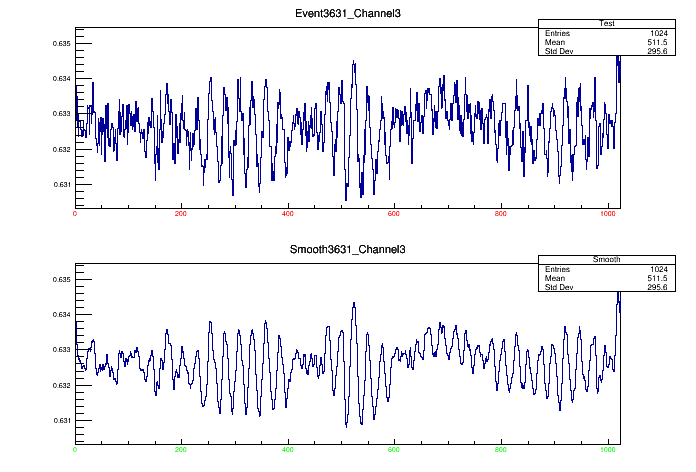 Event3631_Channel3
Test
Entries 1024
Mean 511.5
Std Dev 295.6
0.635
0.634
0.633
0.632
0.631
0 200 400 600 800 1000
Smooth3631_Channel3
Smooth
Entries 1024
Mean 511.5
Std Dev 295.6
0.635
0.634
0.633
0.632
0.631
0 200 400 600 800 1000